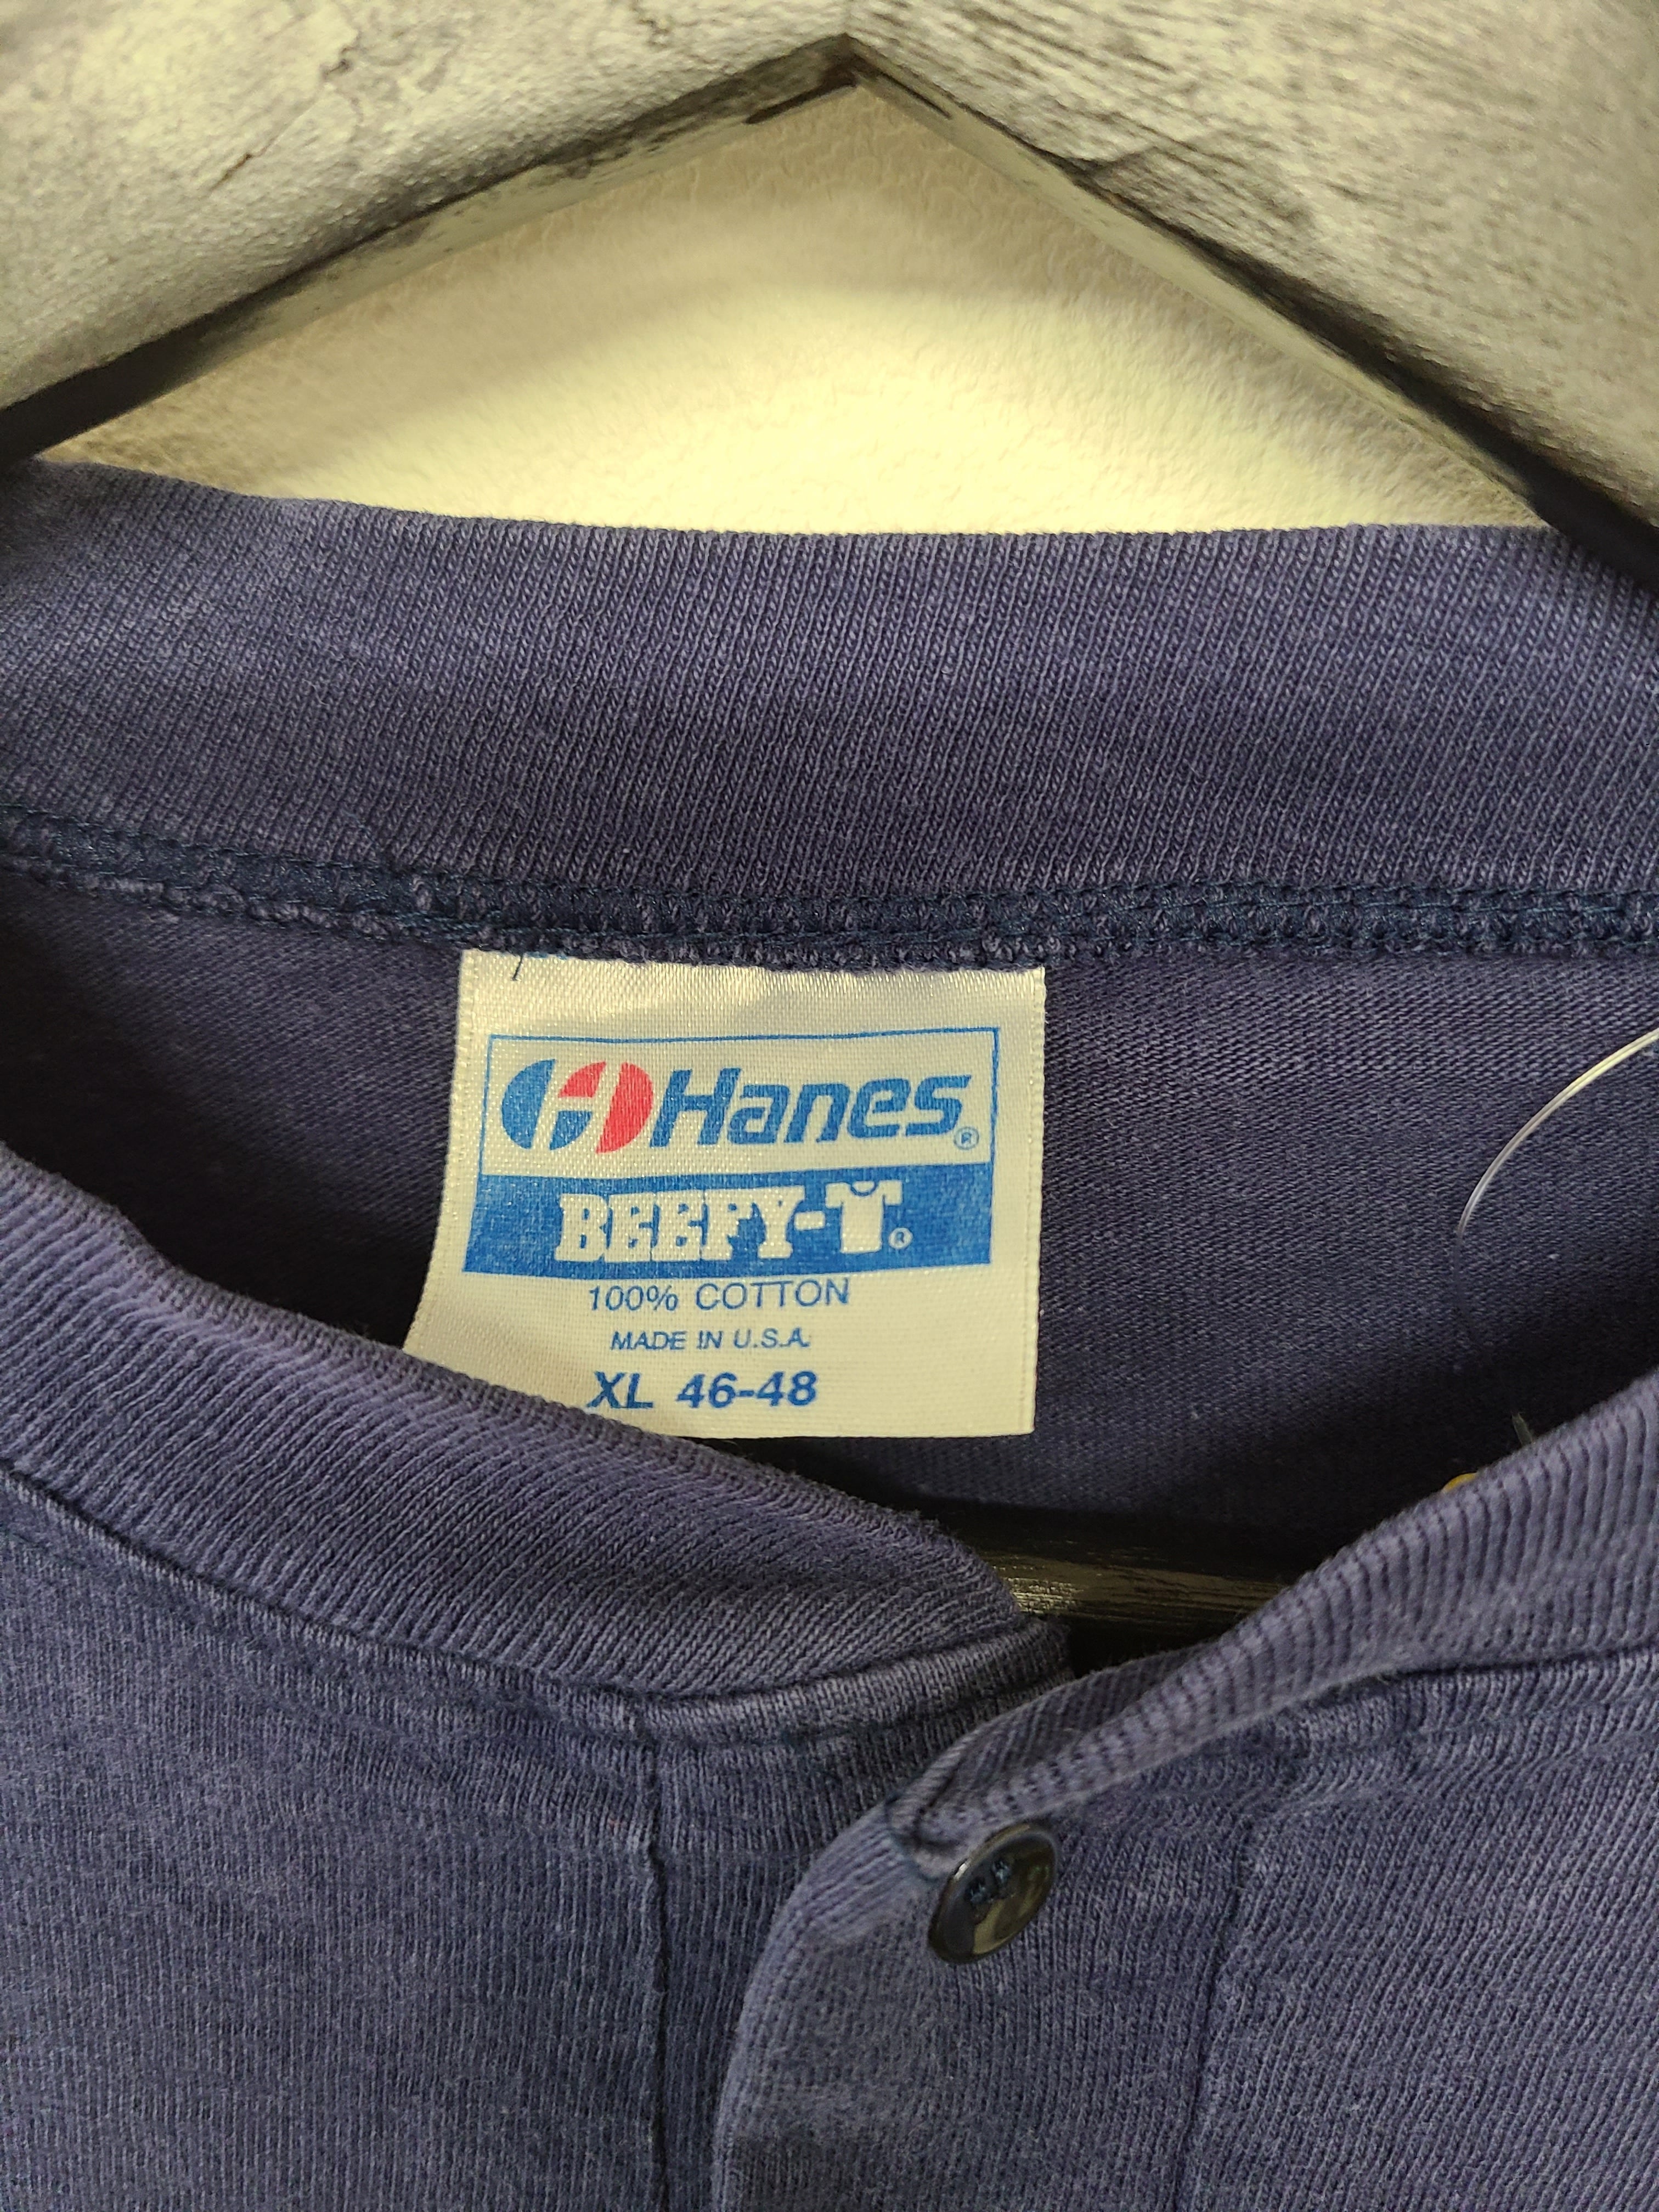 Hanes®
BEEFY-T®
100% COTTON
MADE IN U.S.A.
XL 46-48